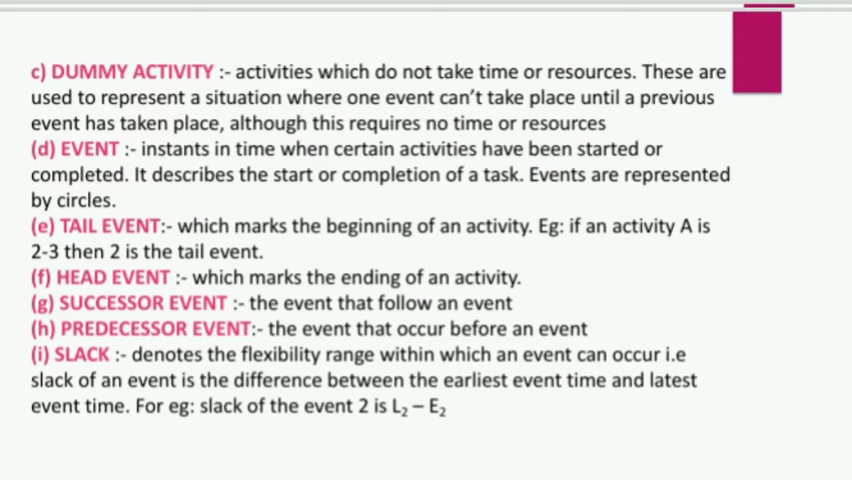 c) DUMMY ACTIVITY :- activities which do not take time or resources. These are
used to represent a situation where one event can’t take place until a previous
event has taken place, although this requires no time or resources
(d) EVENT :- instants in time when certain activities have been started or
completed. It describes the start or completion of a task. Events are represented
by circles.
(e) TAIL EVENT:- which marks the beginning of an activity. Eg: if an activity A is
2-3 then 2 is the tail event.
(f) HEAD EVENT :- which marks the ending of an activity.
(g) SUCCESSOR EVENT :- the event that follow an event
(h) PREDECESSOR EVENT:- the event that occur before an event
(i) SLACK :- denotes the flexibility range within which an event can occur i.e
slack of an event is the difference between the earliest event time and latest
event time. For eg: slack of the event 2 is L₂ – E₂